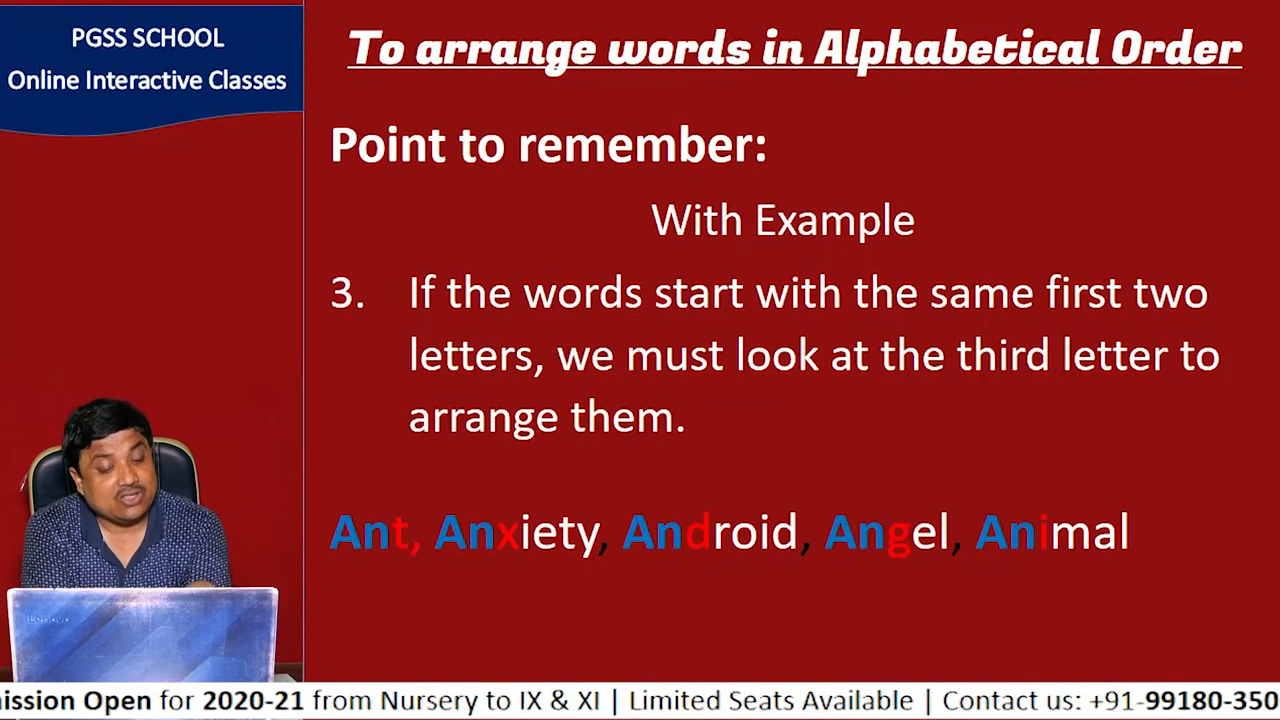 PGSS SCHOOL
Online Interactive Classes
To arrange words in Alphabetical Order
Point to remember:
With Example
3. If the words start with the same first two
letters, we must look at the third letter to
arrange them.
Ant, Anxiety, Android, Angel, Animal
Lenovo
ission Open for 2020-21 from Nursery to IX & XI | Limited Seats Available | Contact us: +91-99180-350